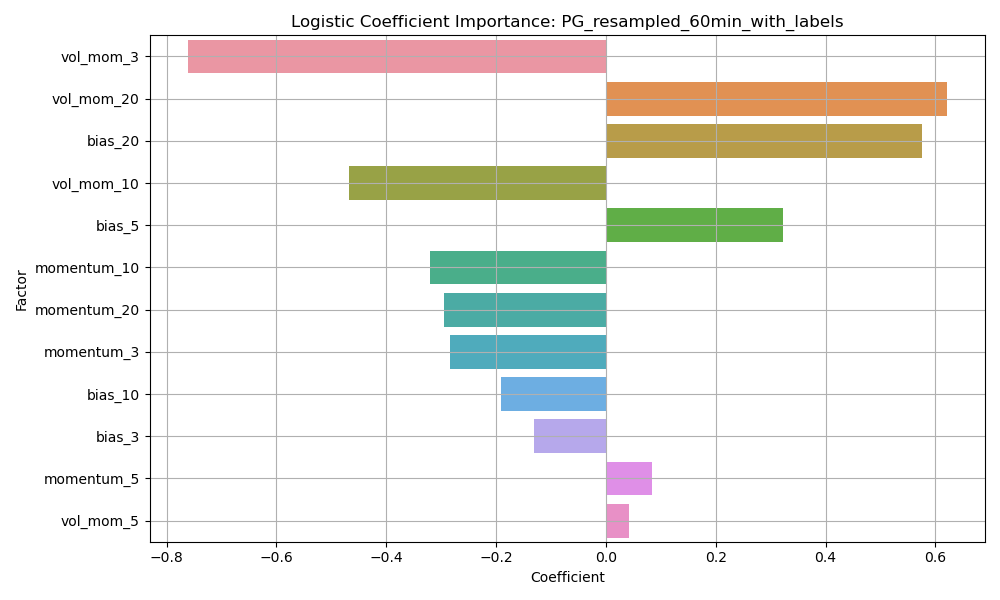 Logistic Coefficient Importance: PG_resampled_60min_with_labels
Factor
vol_mom_3
vol_mom_20
bias_20
vol_mom_10
bias_5
momentum_10
momentum_20
momentum_3
bias_10
bias_3
momentum_5
vol_mom_5
−0.8 −0.6 −0.4 −0.2 0.0 0.2 0.4 0.6
Coefficient